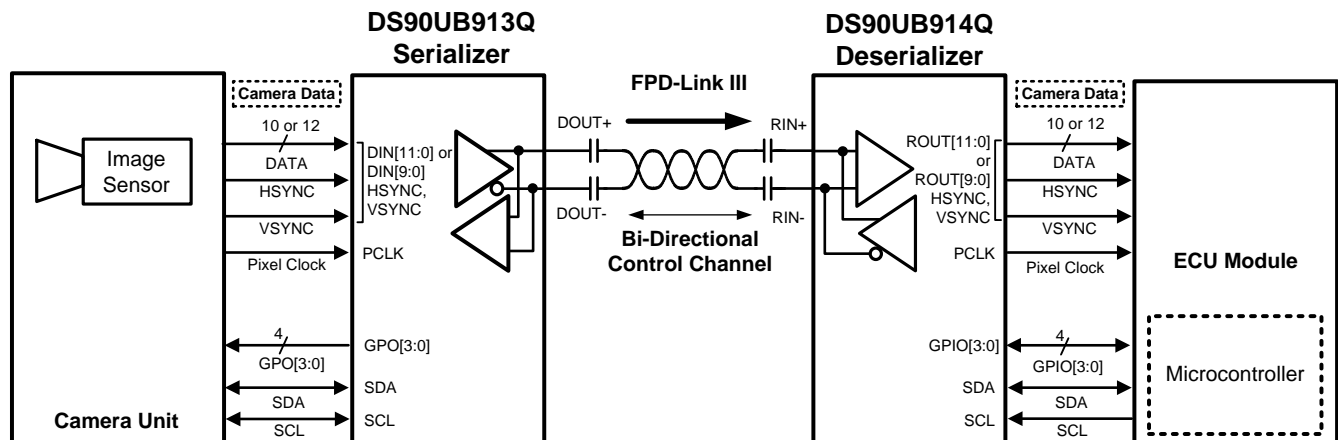 DS90UB913Q
Serializer
DS90UB914Q
Deserializer
Camera Data
FPD-Link III
Camera Data
10 or 12
DATA
HSYNC
VSYNC
Pixel Clock
Image
Sensor
DIN[11:0] or
DIN[9:0]
HSYNC,
VSYNC
PCLK
DOUT+
DOUT-
RIN+
RIN-
Bi-Directional
Control Channel
ROUT[11:0]
or
ROUT[9:0]
HSYNC,
VSYNC
PCLK
10 or 12
DATA
HSYNC
VSYNC
Pixel Clock
ECU Module
4
GPO[3:0]
GPO[3:0]
SDA
SDA
SCL
SCL
Camera Unit
GPIO[3:0]
4
GPIO[3:0]
SDA
SDA
SCL
SCL
Microcontroller